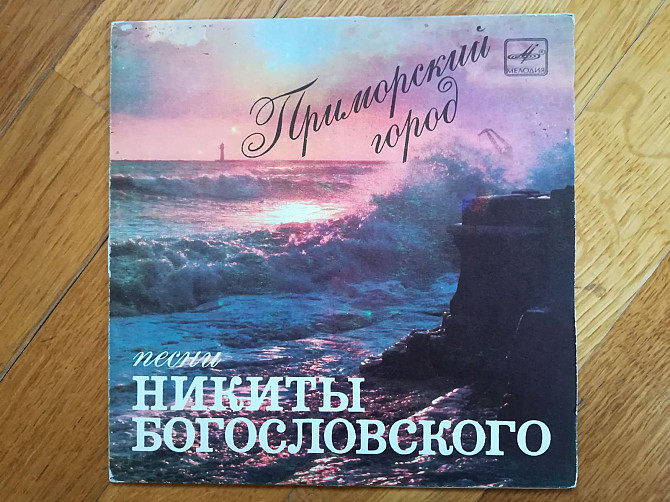 Приморский
город
МЕЛОДИЯ
песни
НИКИТЫ
БОГОСЛОВСКОГО